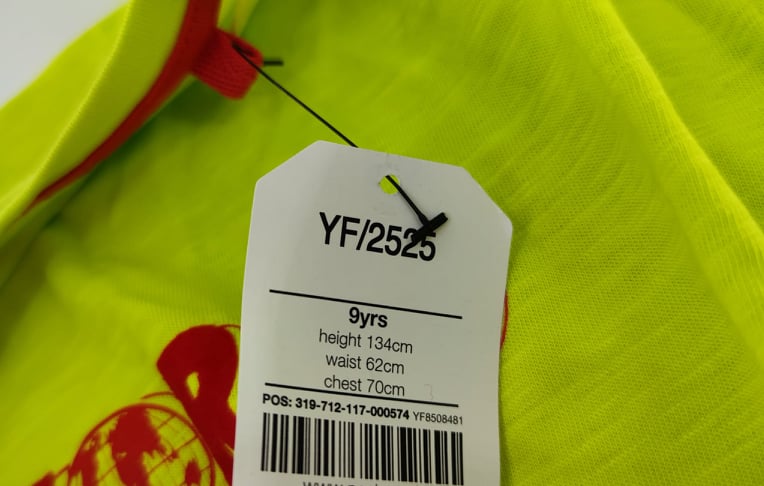 YF/2525
9yrs
height 134cm
waist 62cm
chest 70cm
POS: 319-712-117-000574 YF8508481